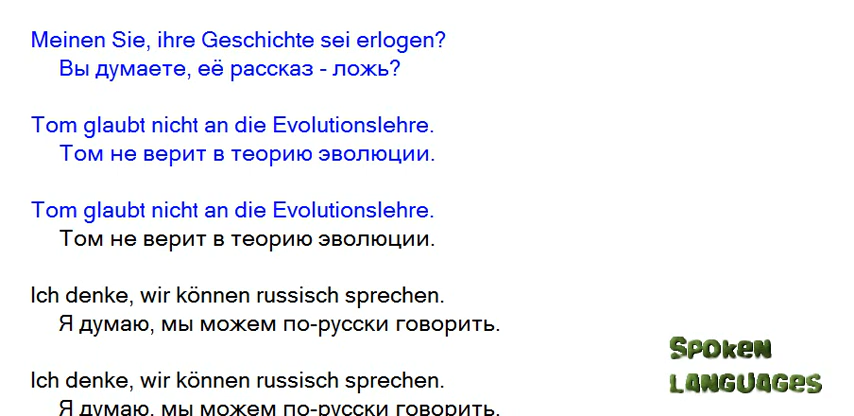 Meinen Sie, ihre Geschichte sei erlogen?
Вы думаете, её рассказ - ложь?
Tom glaubt nicht an die Evolutionslehre.
Том не верит в теорию эволюции.
Tom glaubt nicht an die Evolutionslehre.
Том не верит в теорию эволюции.
Ich denke, wir können russisch sprechen.
Я думаю, мы можем по-русски говорить.
Ich denke, wir können russisch sprechen.
Я думаю, мы можем по-русски говорить.
Spoken
Languages